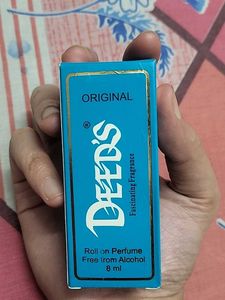 ORIGINAL
DEED'S®
Fascinating Fragrance
Roll on Perfume
Free from Alcohol
8 ml